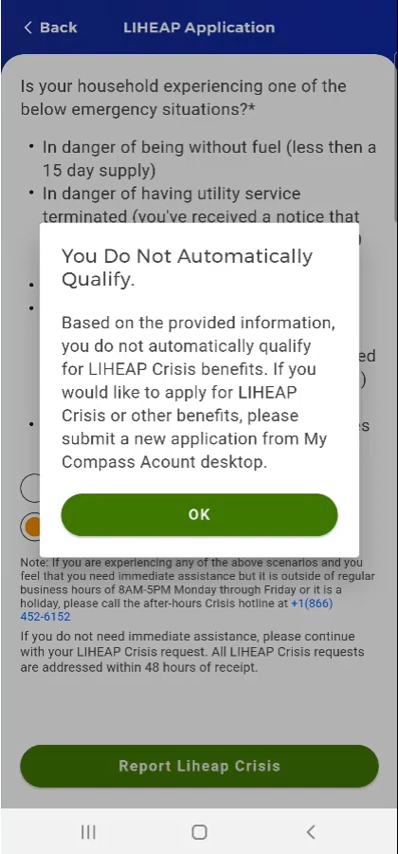 Back
LIHEAP Application
Is your household experiencing one of the
below emergency situations?*
• In danger of being without fuel (less then a
15 day supply)
• In danger of having utility service
terminated (you've received a notice that
You Do Not Automatically
Qualify.
Based on the provided information,
you do not automatically qualify
for LIHEAP Crisis benefits. If you
would like to apply for LIHEAP
Crisis or other benefits, please
submit a new application from My
Compass Acount desktop.
OK
Note: If you are experiencing any of the above scenarios and you
feel that you need immediate assistance but it is outside of regular
business hours of 8AM-5PM Monday through Friday or it is a
holiday, please call the after-hours Crisis hotline at +1(866)
452-6152
If you do not need immediate assistance, please continue
with your LIHEAP Crisis request. All LIHEAP Crisis requests
are addressed within 48 hours of receipt.
Report Liheap Crisis